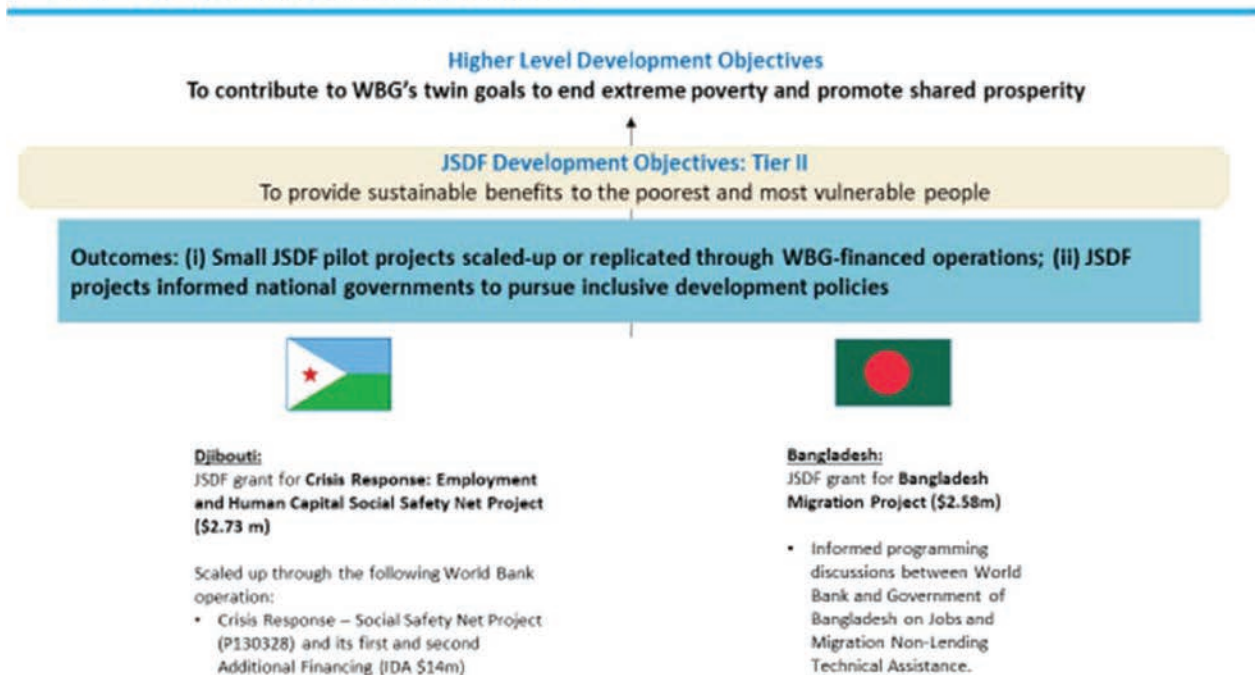 Higher Level Development Objectives
To contribute to WBG's twin goals to end extreme poverty and promote shared prosperity
JSDF Development Objectives: Tier II
To provide sustainable benefits to the poorest and most vulnerable people
Outcomes: (i) Small JSDF pilot projects scaled-up or replicated through WBG-financed operations; (ii) JSDF
projects informed national governments to pursue inclusive development policies
Djibouti:
JSDF grant for Crisis Response: Employment
and Human Capital Social Safety Net Project
($2.73 m)
Scaled up through the following World Bank
operation:
• Crisis Response – Social Safety Net Project
(P130328) and its first and second
Additional Financing (IDA $14m)
Bangladesh:
JSDF grant for Bangladesh
Migration Project ($2.58m)
• Informed programming
discussions between World
Bank and Government of
Bangladesh on Jobs and
Migration Non-Lending
Technical Assistance.